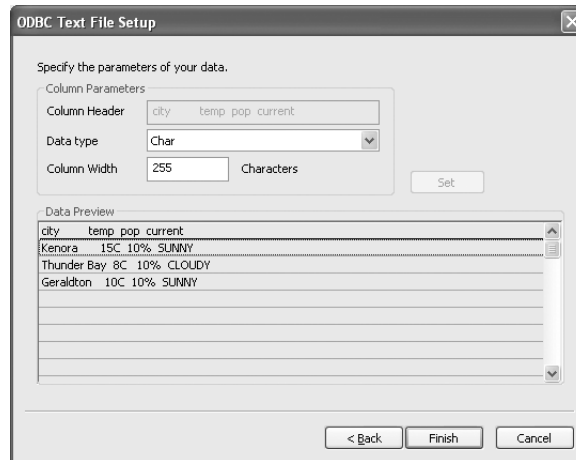 ODBC Text File Setup
Specify the parameters of your data.
Column Parameters
Column Header city temp pop current
Data type Char
Column Width 255 Characters
Set
Data Preview
city temp pop current
Kenora 15C 10% SUNNY
Thunder Bay 8C 10% CLOUDY
Geraldton 10C 10% SUNNY
< Back Finish Cancel